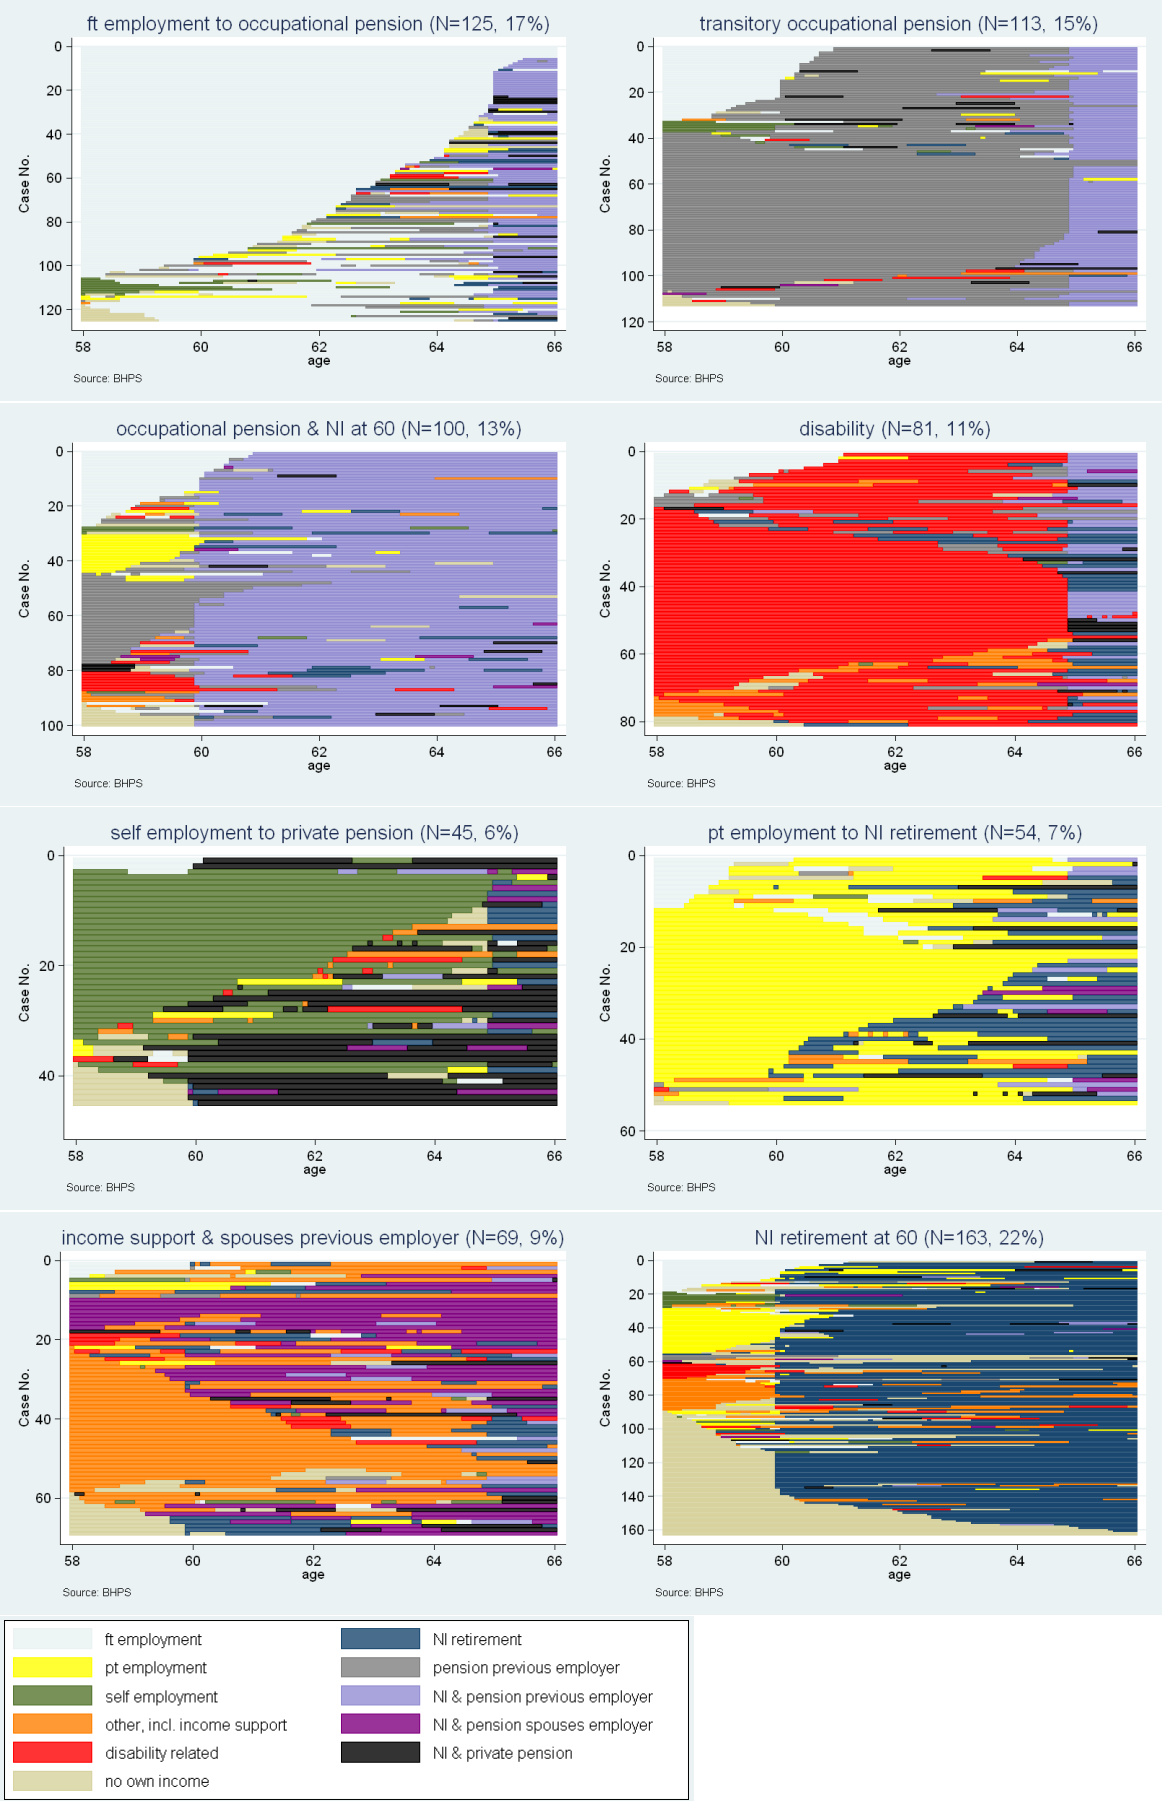 ft employment to occupational pension (N=125, 17%)
0
20
40
60
80
100
120
Case No.
58 60 62 64 66
age
Source: BHPS
transitory occupational pension (N=113, 15%)
0
20
40
60
80
100
120
Case No.
58 60 62 64 66
age
Source: BHPS
occupational pension & NI at 60 (N=100, 13%)
0
20
40
60
80
100
Case No.
58 60 62 64 66
age
Source: BHPS
disability (N=81, 11%)
0
20
40
60
80
Case No.
58 60 62 64 66
age
Source: BHPS
self employment to private pension (N=45, 6%)
0
20
40
Case No.
58 60 62 64 66
age
Source: BHPS
pt employment to NI retirement (N=54, 7%)
0
20
40
60
Case No.
58 60 62 64 66
age
Source: BHPS
income support & spouses previous employer (N=69, 9%)
0
20
40
60
Case No.
58 60 62 64 66
age
Source: BHPS
NI retirement at 60 (N=163, 22%)
0
20
40
60
80
100
120
140
160
Case No.
58 60 62 64 66
age
Source: BHPS
ft employment
pt employment
self employment
other, incl. income support
disability related
no own income
NI retirement
pension previous employer
NI & pension previous employer
NI & pension spouses employer
NI & private pension